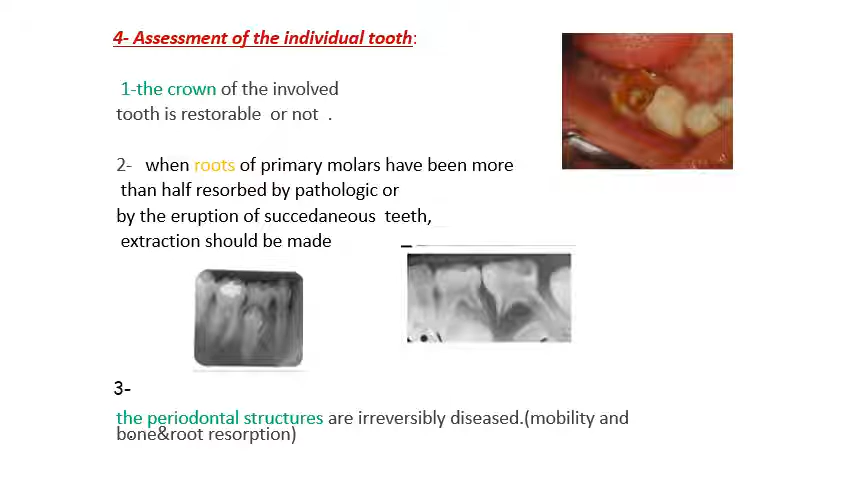 4- Assessment of the individual tooth:
1-the crown of the involved
tooth is restorable or not .
2- when roots of primary molars have been more
than half resorbed by pathologic or
by the eruption of succedaneous teeth,
extraction should be made
3-
the periodontal structures are irreversibly diseased.(mobility and
bone&root resorption)